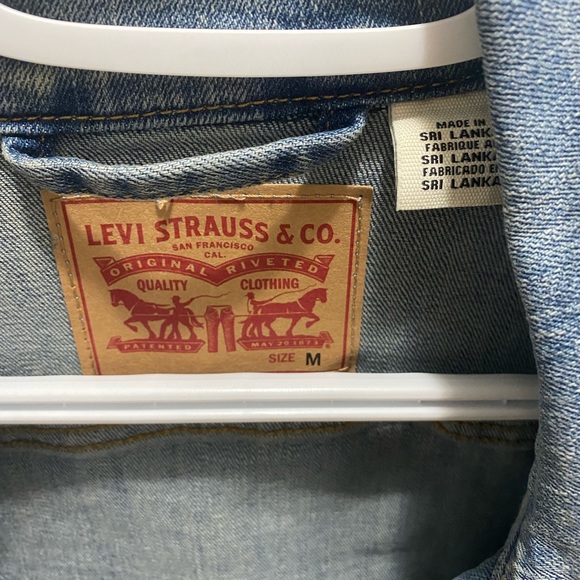 MADE IN
SRI LANKA
FABRIQUE AU
SRI LANKA
FABRICADO EN
SRI LANKA
LEVI STRAUSS & CO.
SAN FRANCISCO
CAL.
ORIGINAL RIVETED
QUALITY CLOTHING
PATENTED MAY 20 1873
SIZE M